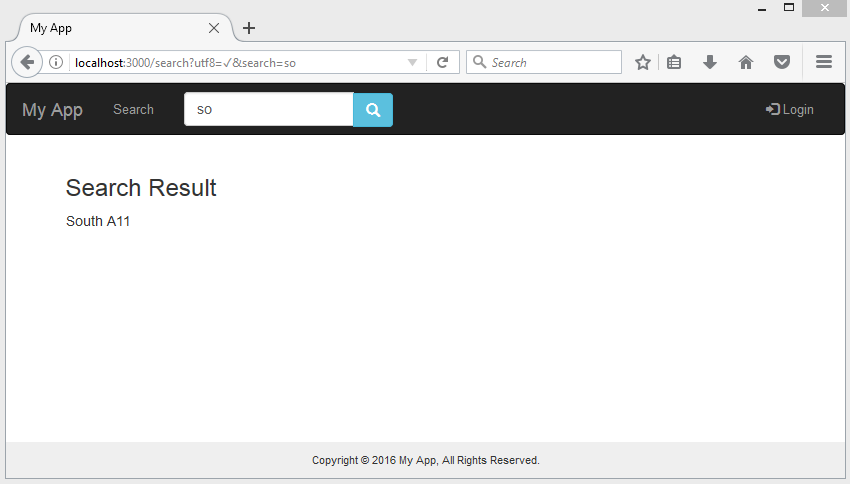 My App
localhost:3000/search?utf8=✓&search=so
Search
My App
Search
so
Login
Search Result
South A11
Copyright © 2016 My App, All Rights Reserved.